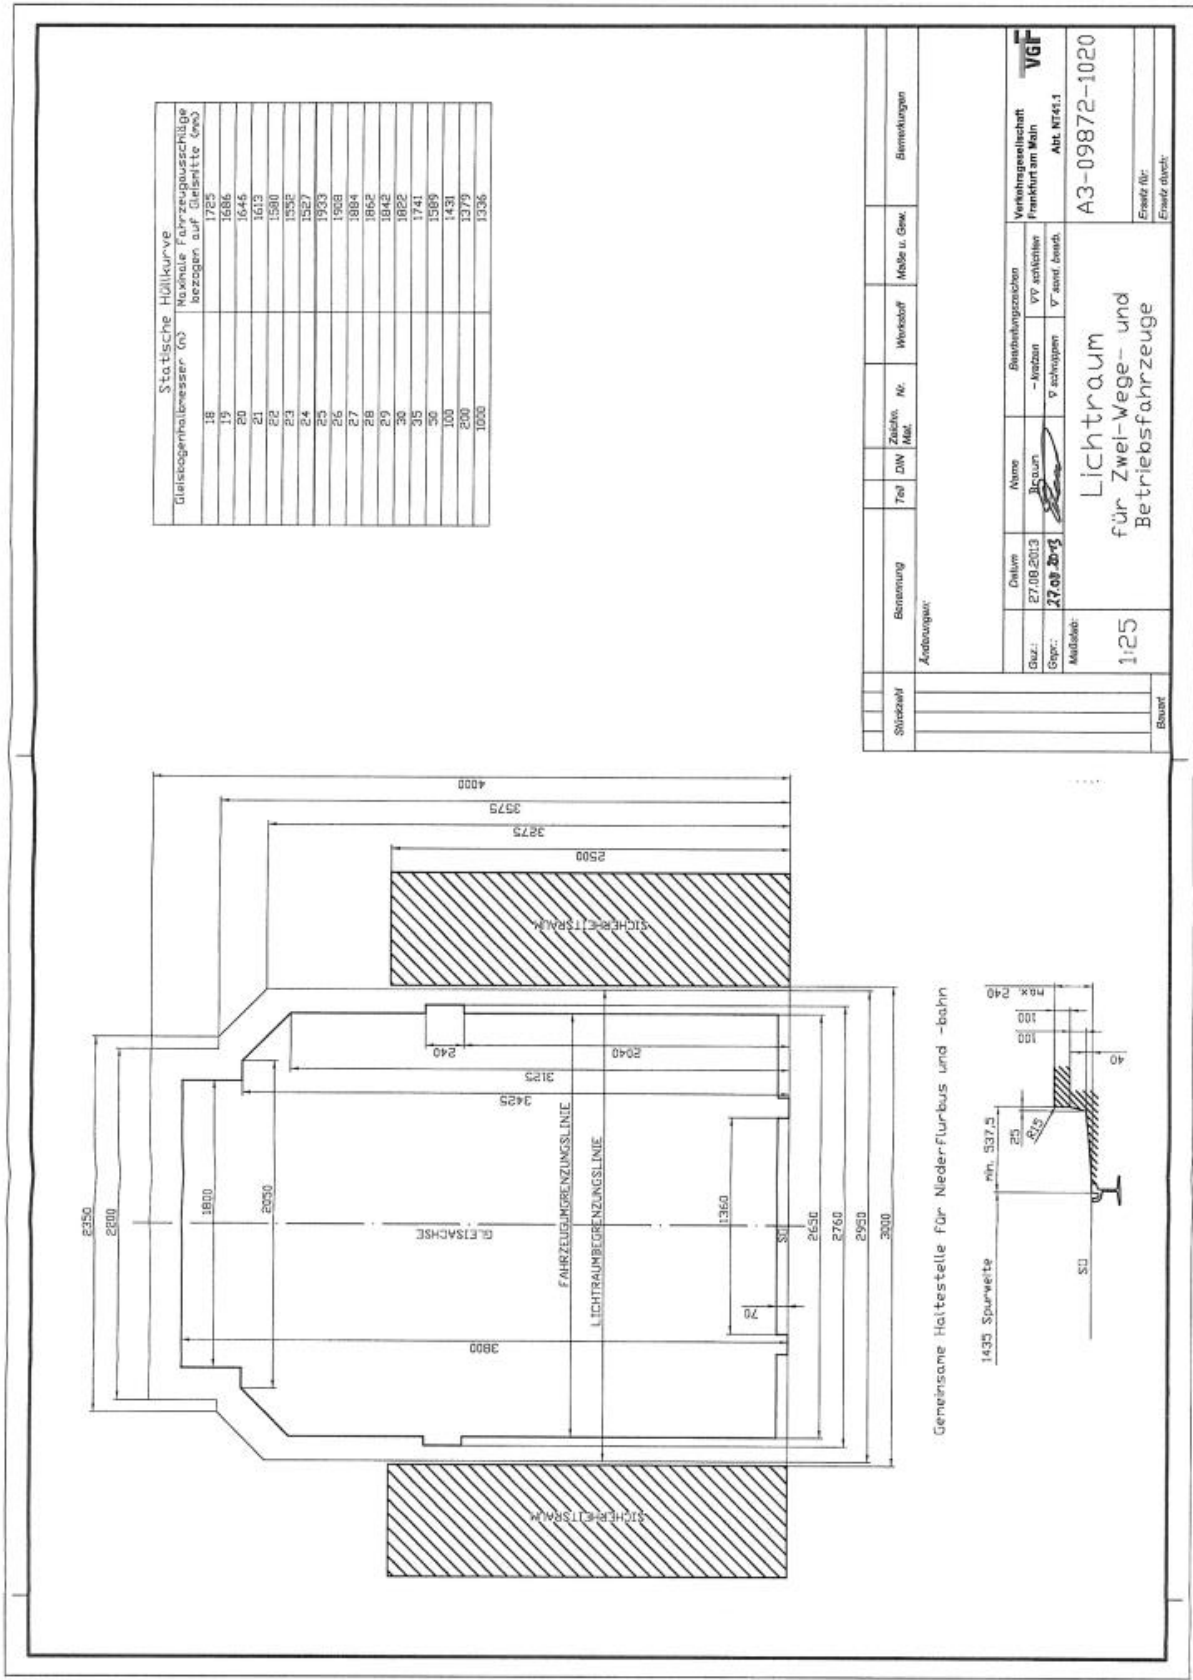 Statische Hüllkurve
Gleisbogenhalbmesser (m) Maximale Fahrzeugausschläge
bezogen auf Gleismitte (mm)
18 1725
19 1686
20 1646
21 1613
22 1580
23 1552
24 1527
25 1933
26 1908
27 1884
28 1862
29 1842
30 1822
35 1741
50 1589
100 1431
200 1379
1000 1336
2350
2200
1800
2050
GLEISACHSE
FAHRZEUGUMGRENZUNGSLINIE
LICHTRAUMBEGRENZUNGSLINIE
3800
3425
3125
240
2040
4000
3575
3275
2500
SICHERHEITSRAUM
SICHERHEITSRAUM
1360
70
SO
2650
2760
2950
3000
Gemeinsame Haltestelle für Niederflurbus und -bahn
1435 Spurweite
min. 537,5
25
R15
max. 240
100
100
40
SO
Stückzahl Benennung Teil DIN Zeichn. Nr. Werkstoff Maße u. Gew. Bemerkungen
Mat.
Änderungen:
Datum Name Bearbeitungszeichen
Gez.: 27.08.2013 Braun ~ kratzen ▽▽ schlichten
Gepr.: 27.08.2013 ▽ schruppen ▽ sond. bearb.
Verkehrsgesellschaft
Frankfurt am Main
VGF
Abt. NT41.1
Maßstab:
1:25
Lichtraum
für Zwei-Wege- und
Betriebsfahrzeuge
A3-09872-1020
Ersatz für:
Ersatz durch:
Bauart